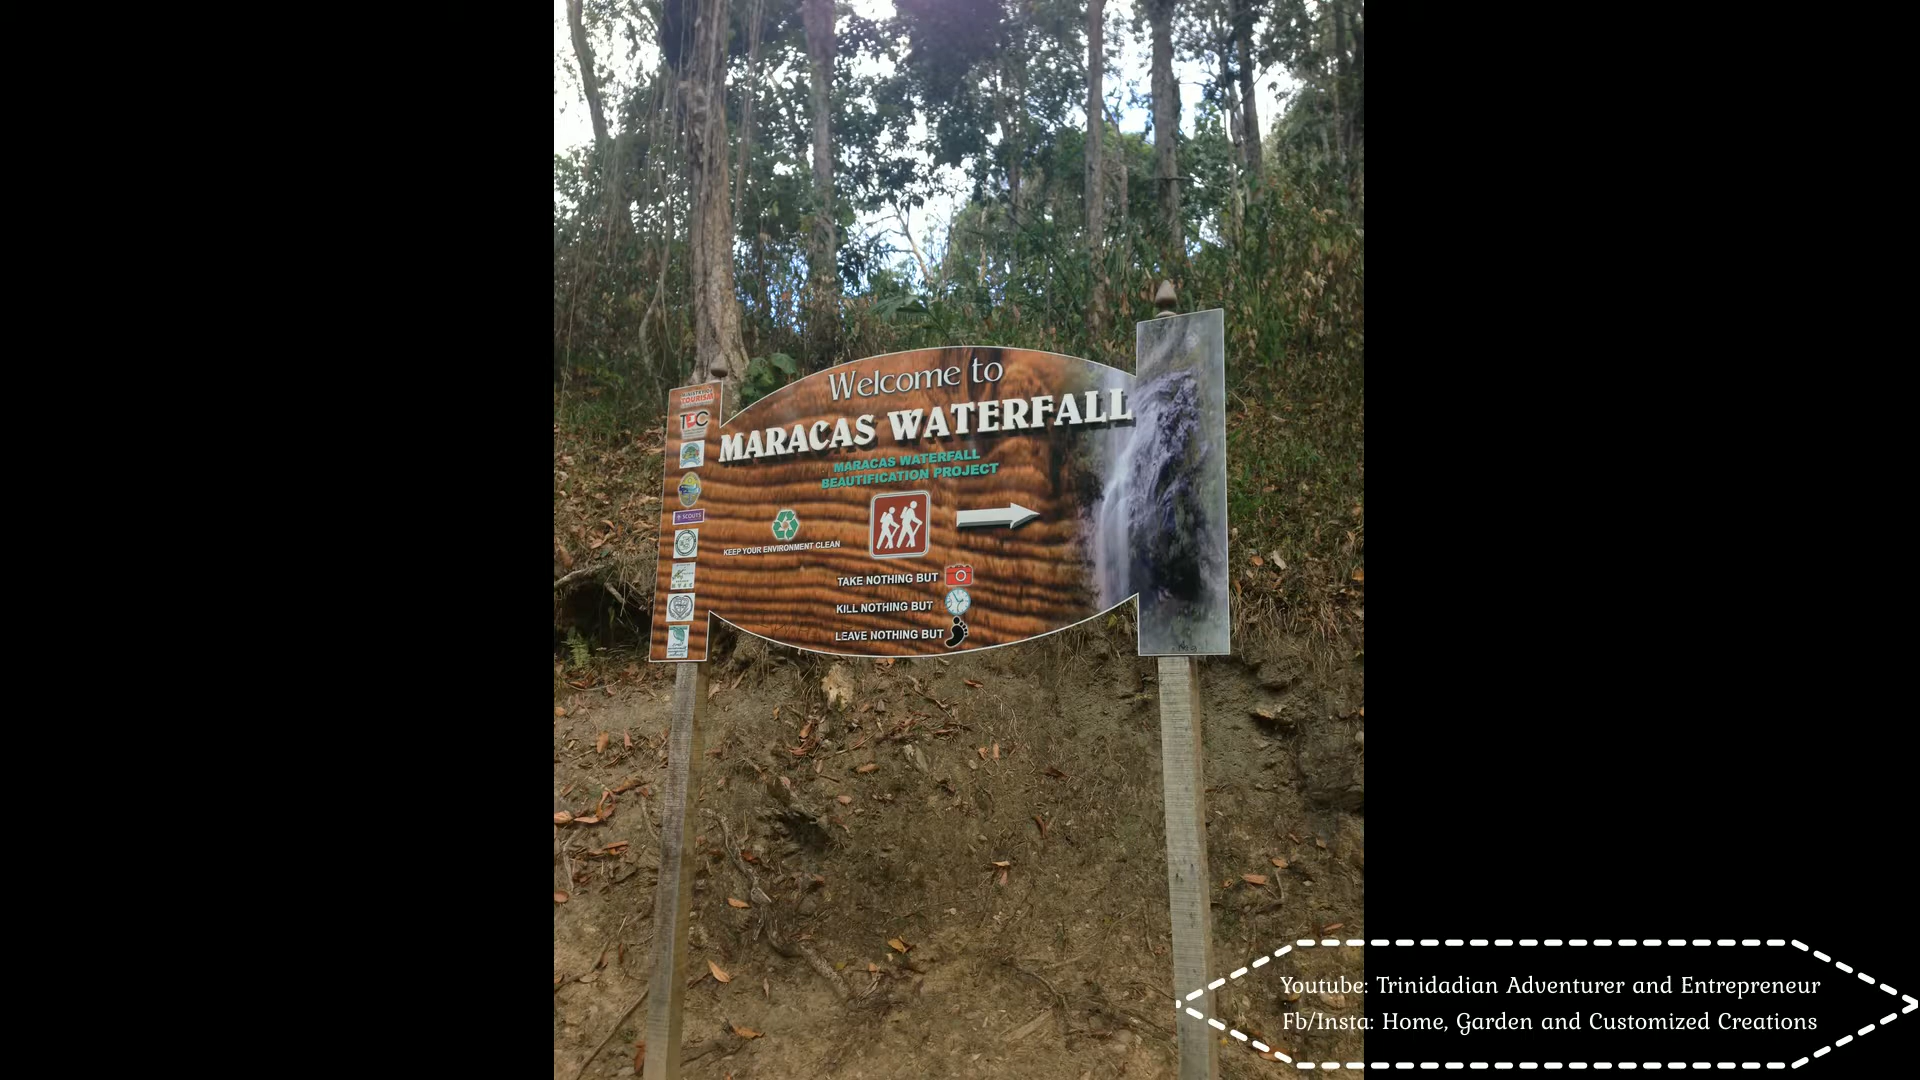 Welcome to
MARACAS WATERFALL
MARACAS WATERFALL
BEAUTIFICATION PROJECT
KEEP YOUR ENVIRONMENT CLEAN
TAKE NOTHING BUT
KILL NOTHING BUT
LEAVE NOTHING BUT
TOURISM
TDC
SCOUTS
Youtube: Trinidadian Adventurer and Entrepreneur
Fb/Insta: Home, Garden and Customized Creations